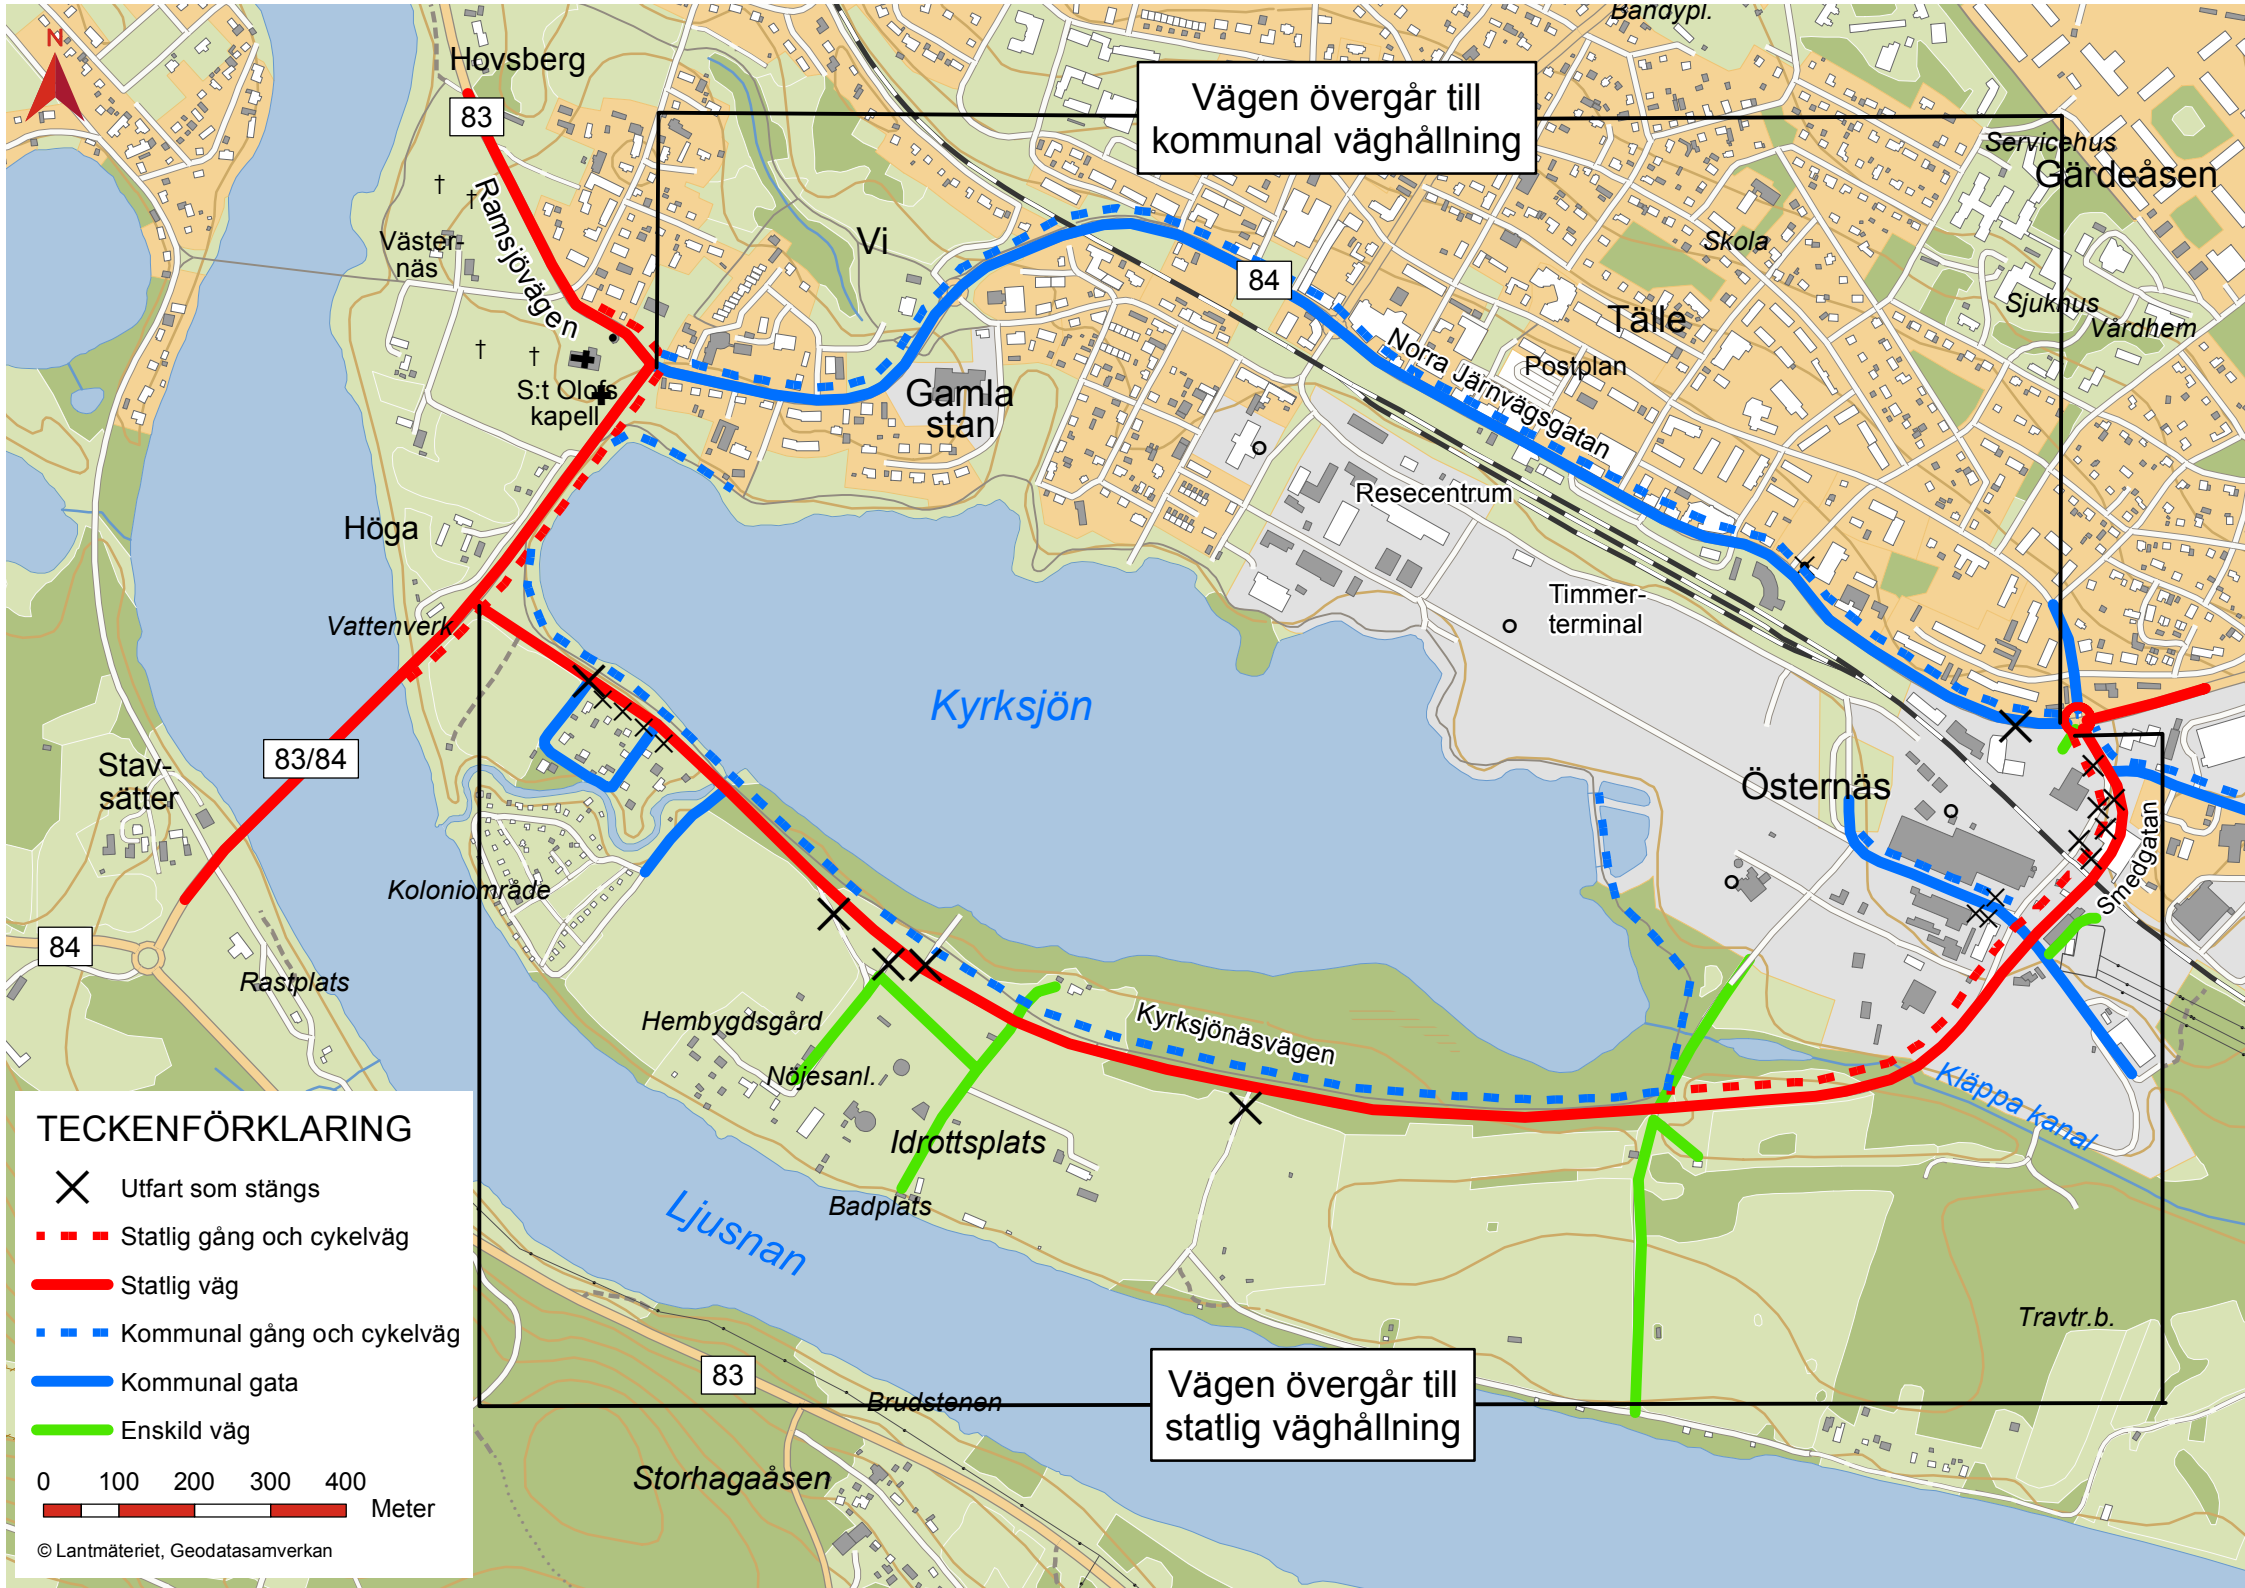 Bandypl.
N
Hovsberg
83
Vägen övergår till
kommunal väghållning
Servicehus
Gärdeåsen
Ramsjövägen
Väster-
näs
Vi
84
Skola
Sjukhus
Vårdhem
Tälle
Norra Järnvägsgatan
Postplan
S:t Olofs
kapell
Gamla
stan
Resecentrum
Höga
Timmer-
terminal
Vattenverk
Kyrksjön
83/84
Stav-
sätter
Östernäs
Smedgatan
Koloniområde
84
Rastplats
Hembygdsgård
Kyrksjönäsvägen
Nöjesanl.
Kläppa kanal
Idrottsplats
Badplats
Ljusnan
Travtr.b.
83
Vägen övergår till
statlig väghållning
Brudstenen
Storhagaåsen
TECKENFÖRKLARING
Utfart som stängs
Statlig gång och cykelväg
Statlig väg
Kommunal gång och cykelväg
Kommunal gata
Enskild väg
0 100 200 300 400
Meter
© Lantmäteriet, Geodatasamverkan